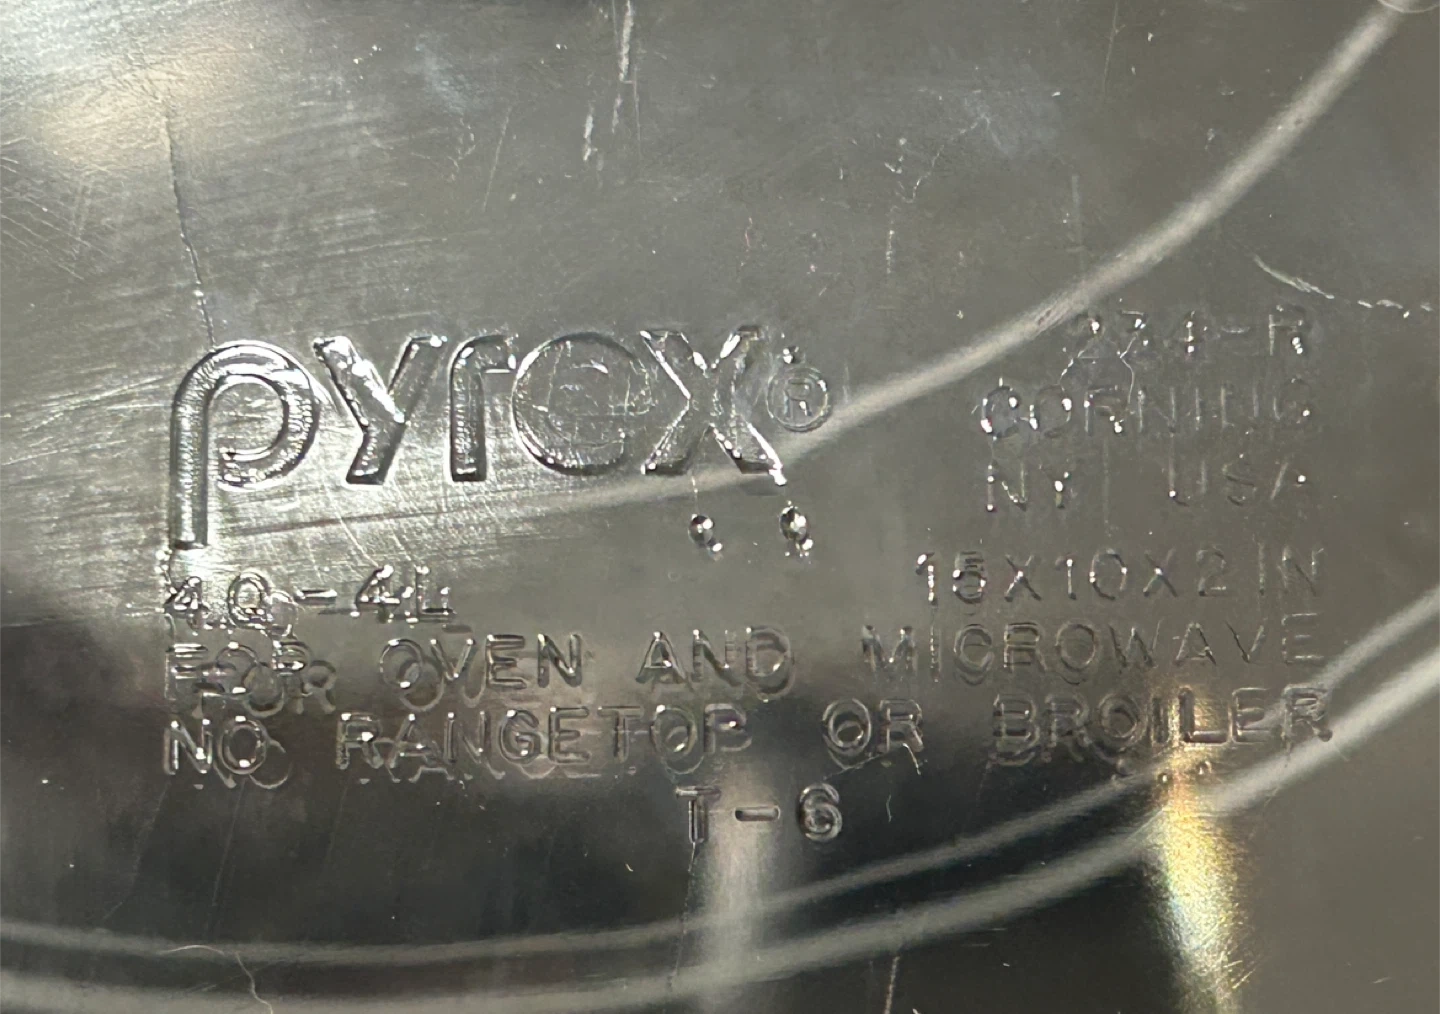 pyrex®
234-R
CORNING
NY USA
4Q-4L 15X10X2 IN
FOR OVEN AND MICROWAVE
NO RANGETOP OR BROILER
T-6